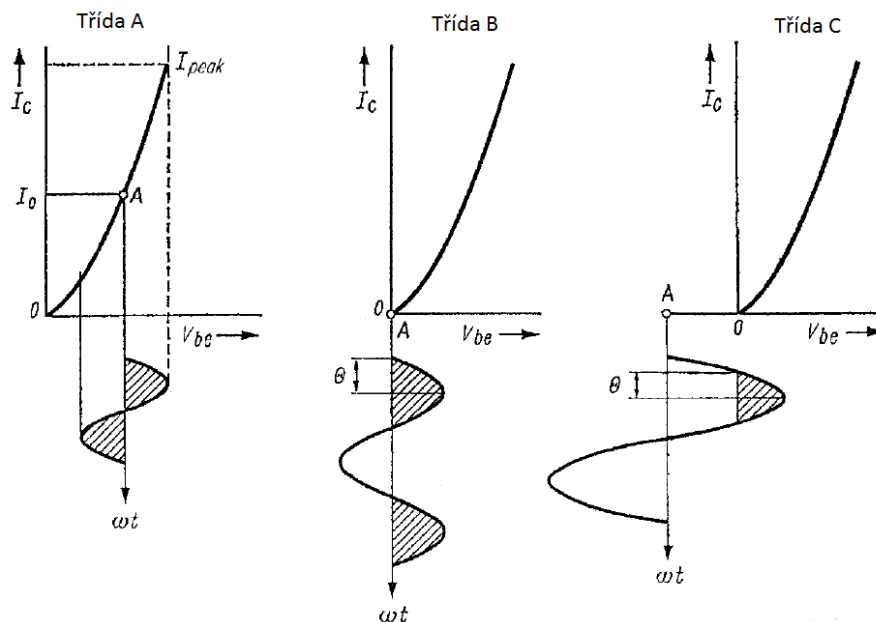 Třída A
I_peak
I_c
I_0
A
0
V_be
ωt
Třída B
I_c
0
A
V_be
θ
ωt
Třída C
I_c
A
0
V_be
θ
ωt